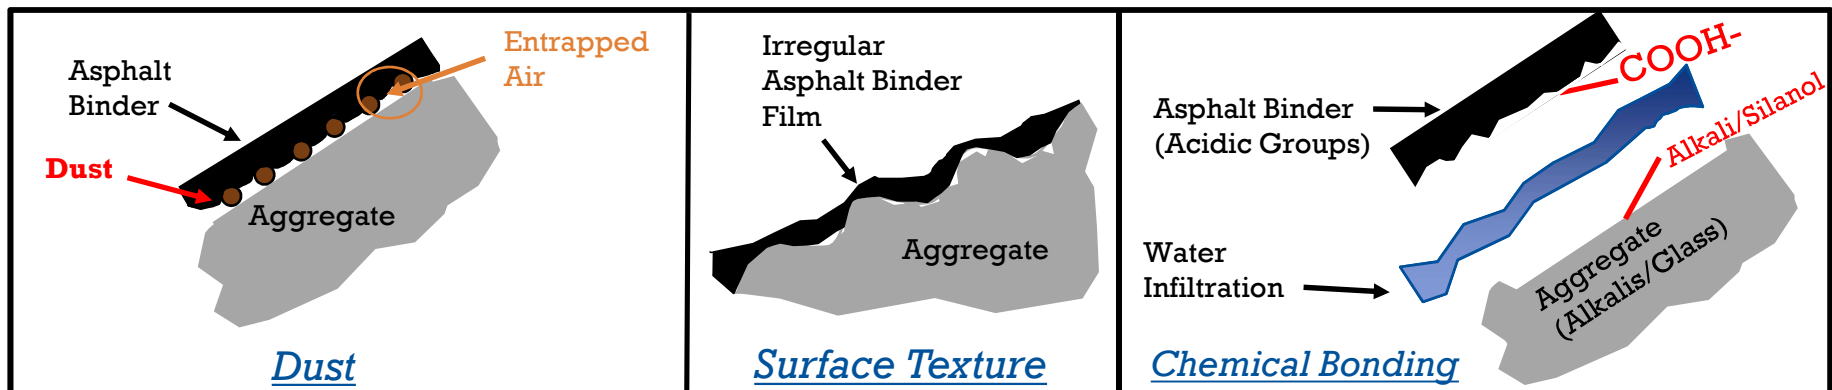 Asphalt
Binder
Entrapped
Air
Dust
Aggregate
Dust
Irregular
Asphalt Binder
Film
Aggregate
Surface Texture
COOH-
Asphalt Binder
(Acidic Groups)
Alkali/Silanol
Water
Infiltration
Aggregate
(Alkalis/Glass)
Chemical Bonding